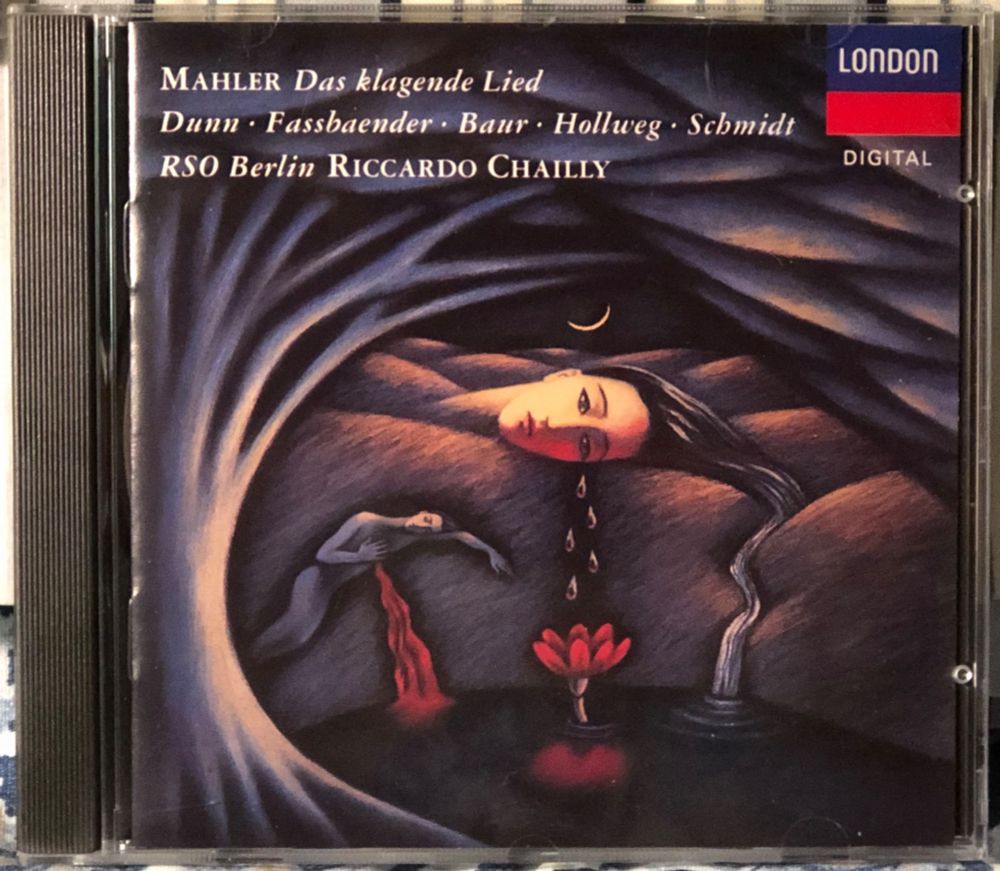 MAHLER Das klagende Lied
Dunn · Fassbaender · Baur · Hollweg · Schmidt
RSO Berlin RICCARDO CHAILLY
LONDON
DIGITAL